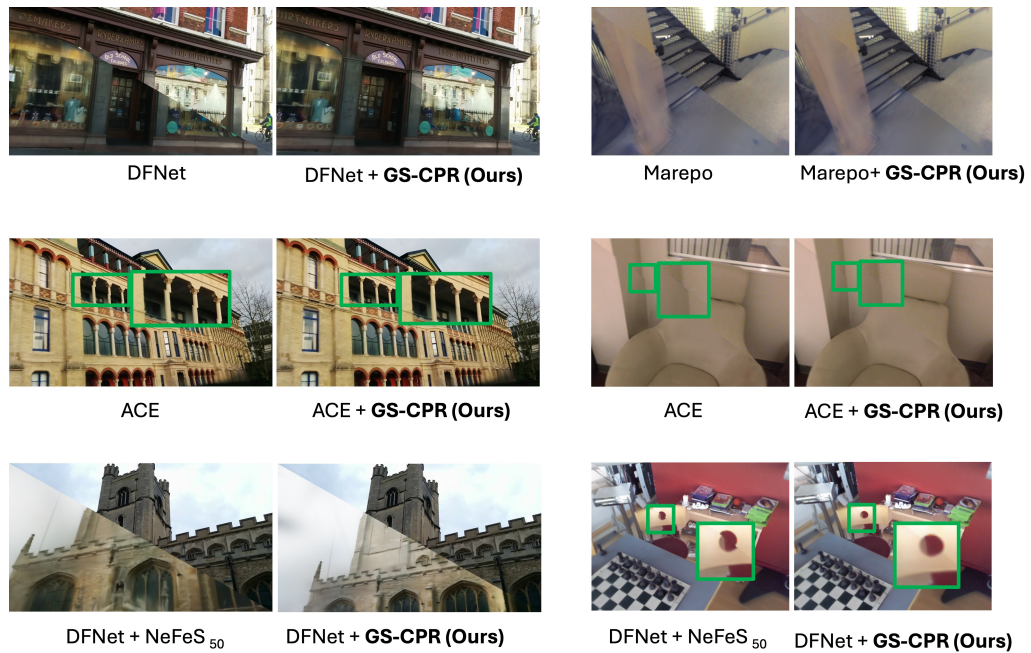 DFNet
DFNet + GS-CPR (Ours)
Marepo
Marepo+ GS-CPR (Ours)
ACE
ACE + GS-CPR (Ours)
ACE
ACE + GS-CPR (Ours)
DFNet + NeFeS 50
DFNet + GS-CPR (Ours)
DFNet + NeFeS 50
DFNet + GS-CPR (Ours)